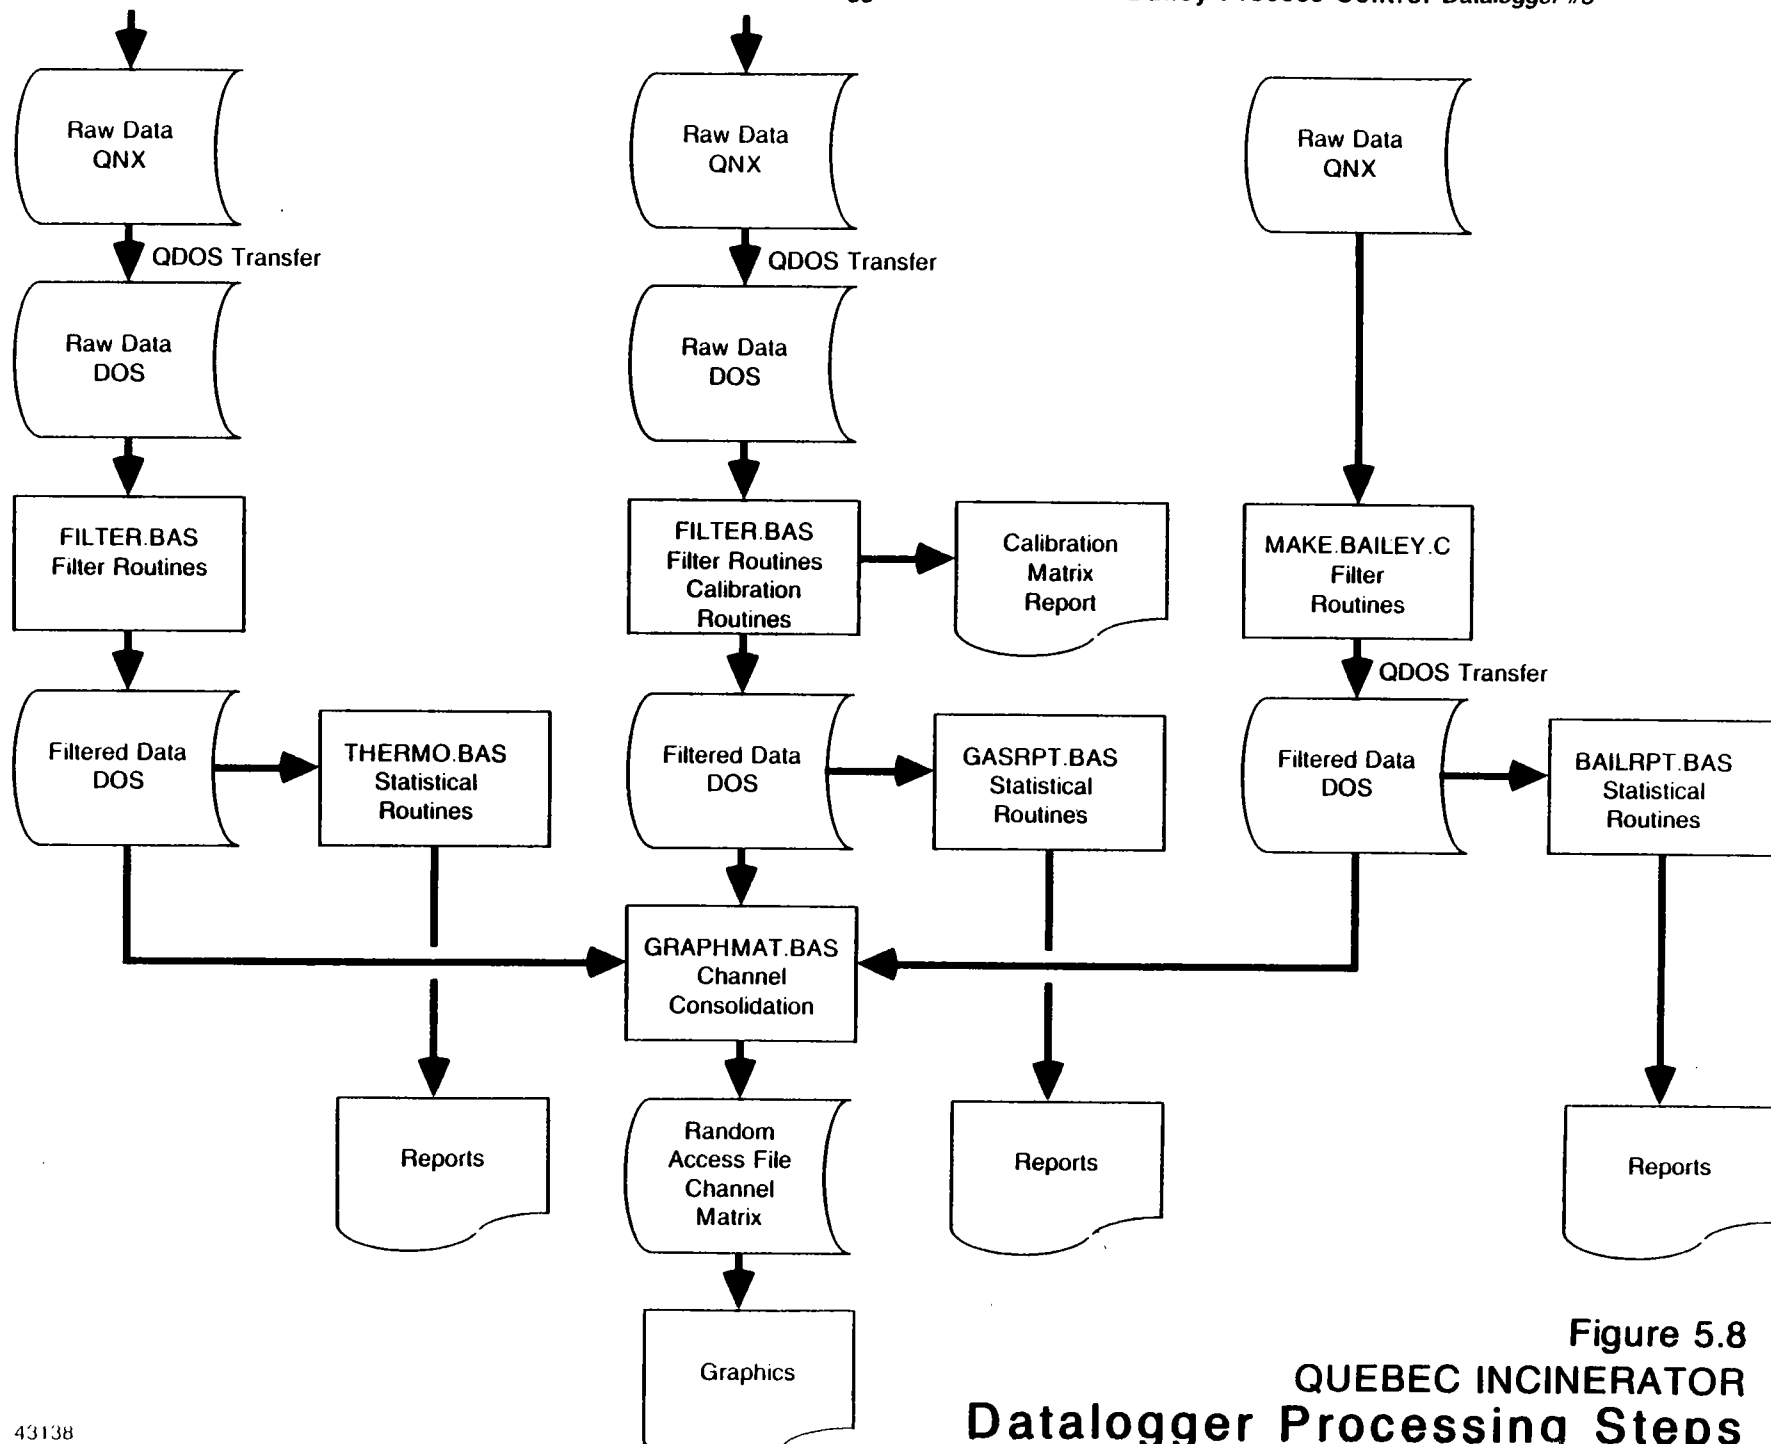 Datalogger #3
Raw Data
QNX
QDOS Transfer
Raw Data
DOS
FILTER.BAS
Filter Routines
Filtered Data
DOS
THERMO.BAS
Statistical
Routines
Reports
Raw Data
QNX
QDOS Transfer
Raw Data
DOS
FILTER.BAS
Filter Routines
Calibration
Routines
Calibration
Matrix
Report
Filtered Data
DOS
GASRPT.BAS
Statistical
Routines
GRAPHMAT.BAS
Channel
Consolidation
Random
Access File
Channel
Matrix
Reports
Graphics
Raw Data
QNX
MAKE.BAILEY.C
Filter
Routines
QDOS Transfer
Filtered Data
DOS
BAILRPT.BAS
Statistical
Routines
Reports
Figure 5.8
QUEBEC INCINERATOR
Datalogger Processing Steps
43138